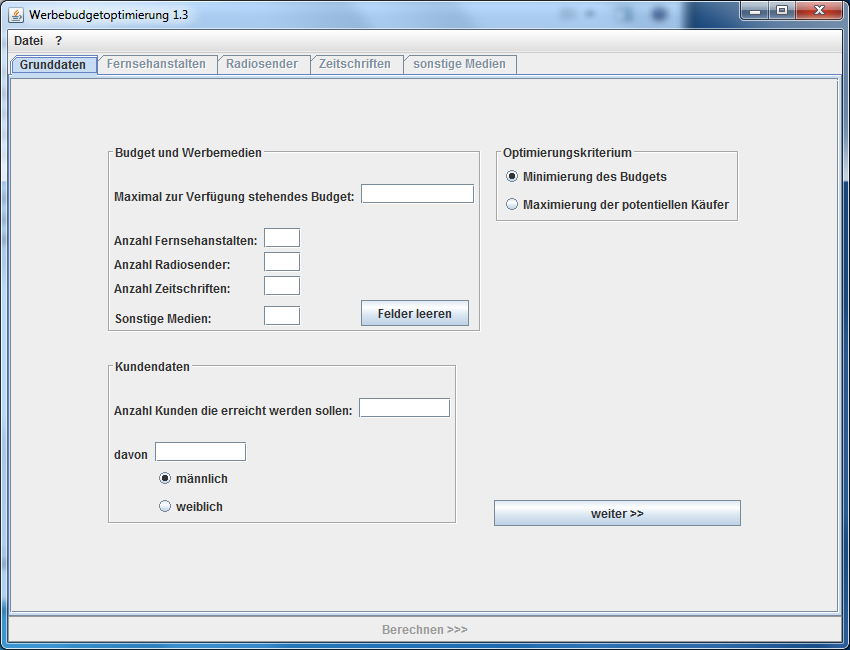 Werbebudgetoptimierung 1.3
Datei ?
Grunddaten Fernsehanstalten Radiosender Zeitschriften sonstige Medien
Budget und Werbemedien
Maximal zur Verfügung stehendes Budget:
Anzahl Fernsehanstalten:
Anzahl Radiosender:
Anzahl Zeitschriften:
Sonstige Medien:
Felder leeren
Optimierungskriterium
Minimierung des Budgets
Maximierung der potentiellen Käufer
Kundendaten
Anzahl Kunden die erreicht werden sollen:
davon
männlich
weiblich
weiter >>
Berechnen >>>